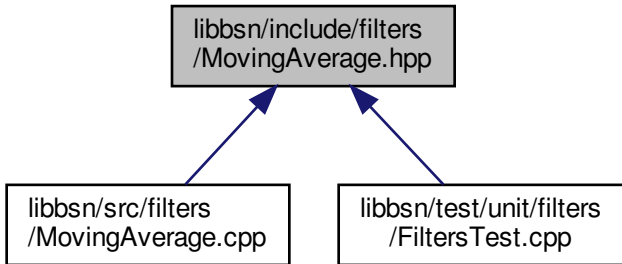 libbsn/include/filters
/MovingAverage.hpp
libbsn/src/filters
/MovingAverage.cpp
libbsn/test/unit/filters
/FiltersTest.cpp